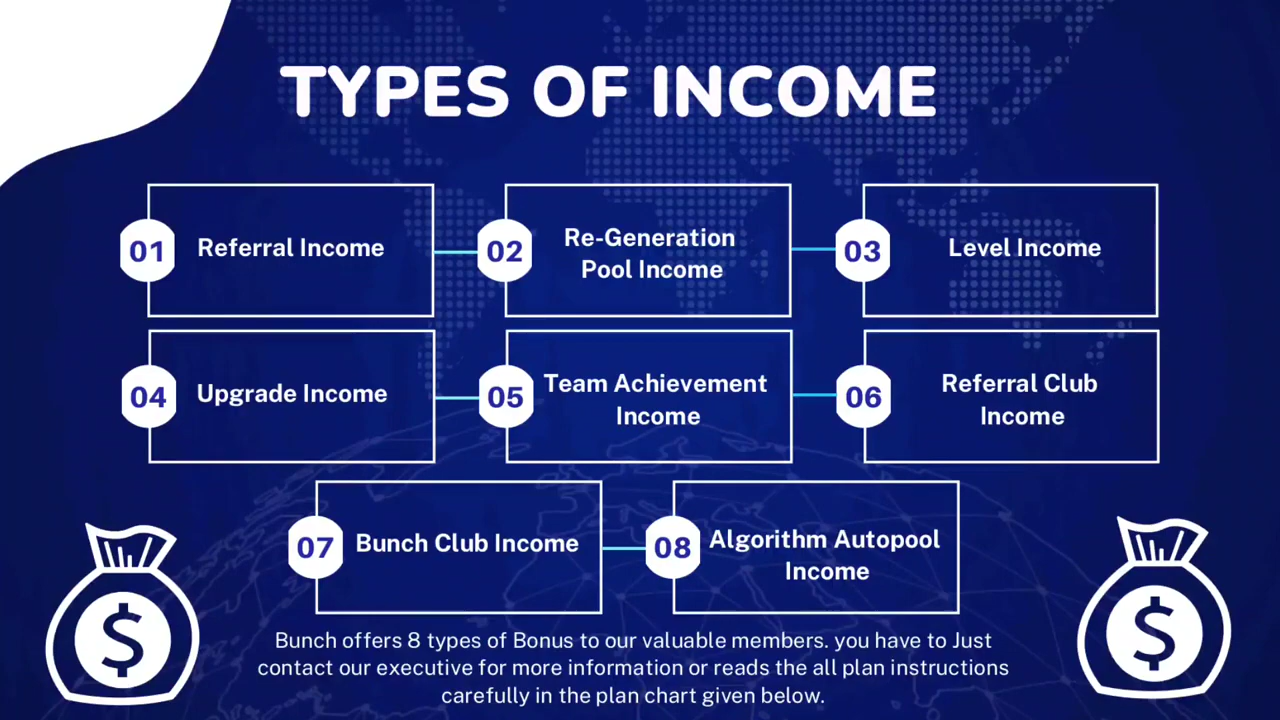 TYPES OF INCOME
01 Referral Income
02 Re-Generation
Pool Income
03 Level Income
04 Upgrade Income
05 Team Achievement
Income
06 Referral Club
Income
07 Bunch Club Income
08 Algorithm Autopool
Income
Bunch offers 8 types of Bonus to our valuable members. you have to Just
contact our executive for more information or reads the all plan instructions
carefully in the plan chart given below.
$
$